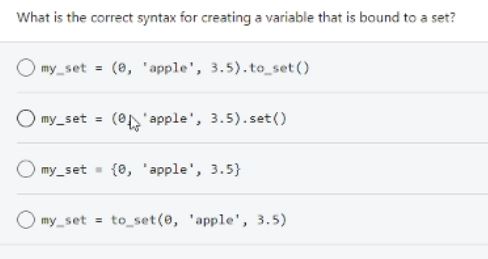 What is the correct syntax for creating a variable that is bound to a set?
my_set = (0, 'apple', 3.5).to_set()
my_set = (0, 'apple', 3.5).set()
my_set = {0, 'apple', 3.5}
my_set = to_set(0, 'apple', 3.5)